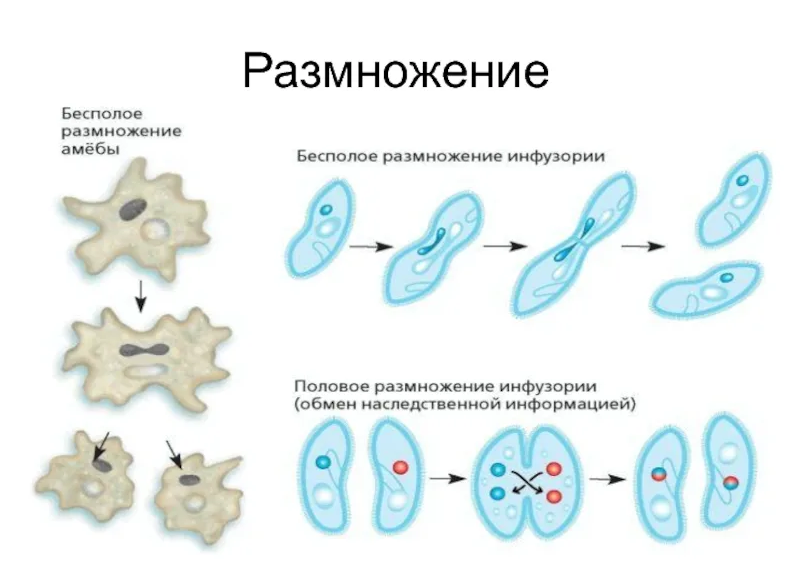 Размножение
Бесполое
размножение
амёбы
Бесполое размножение инфузории
Половое размножение инфузории
(обмен наследственной информацией)